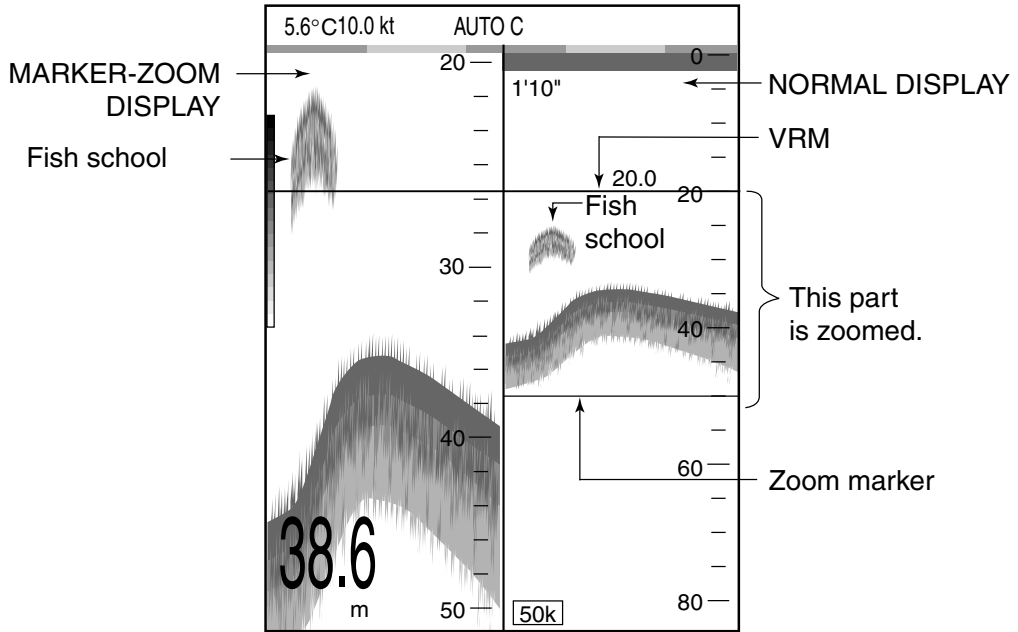 5.6°C10.0 kt AUTO C
MARKER-ZOOM
DISPLAY
Fish school
20
30
40
50
38.6
m
0
1'10"
20.0
20
Fish
school
40
60
80
50k
NORMAL DISPLAY
VRM
This part
is zoomed.
Zoom marker